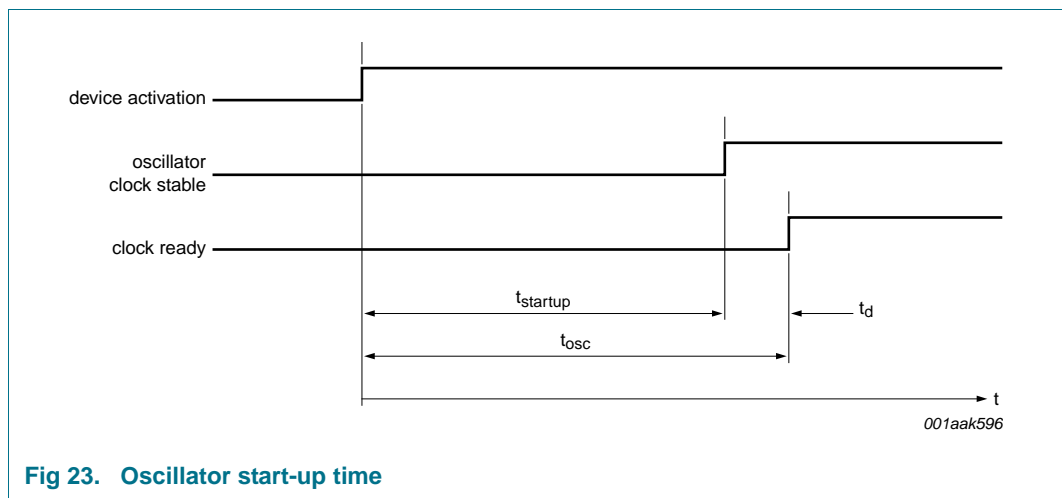 device activation
oscillator
clock stable
clock ready
tstartup
td
tosc
t
001aak596
Fig 23. Oscillator start-up time